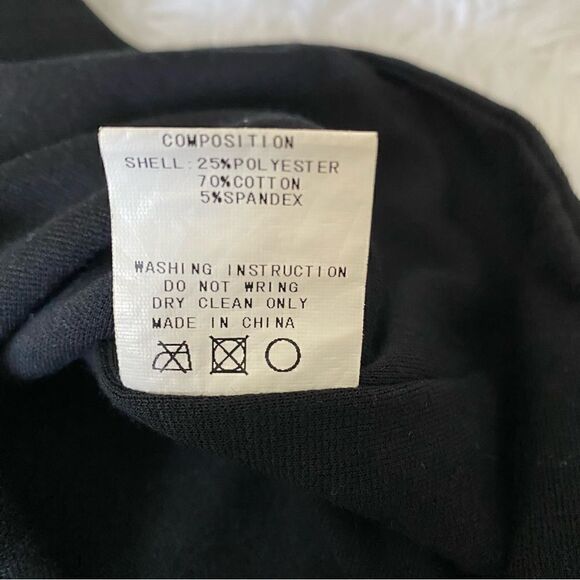 COMPOSITION
SHELL:25%POLYESTER
70%COTTON
5%SPANDEX
WASHING INSTRUCTION
DO NOT WRING
DRY CLEAN ONLY
MADE IN CHINA